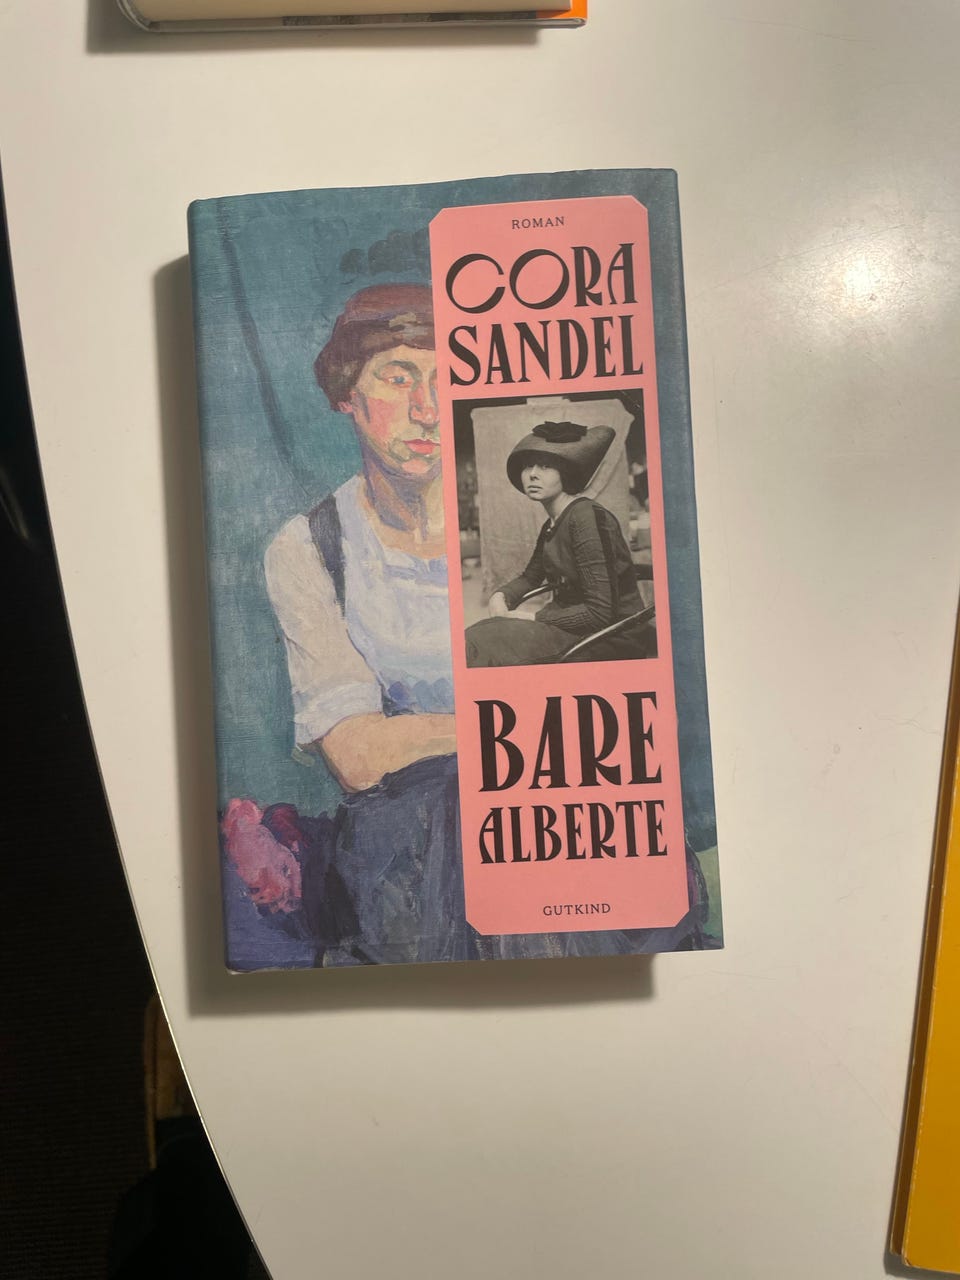 ROMAN
CORA
SANDEL
BARE
ALBERTE
GUTKIND